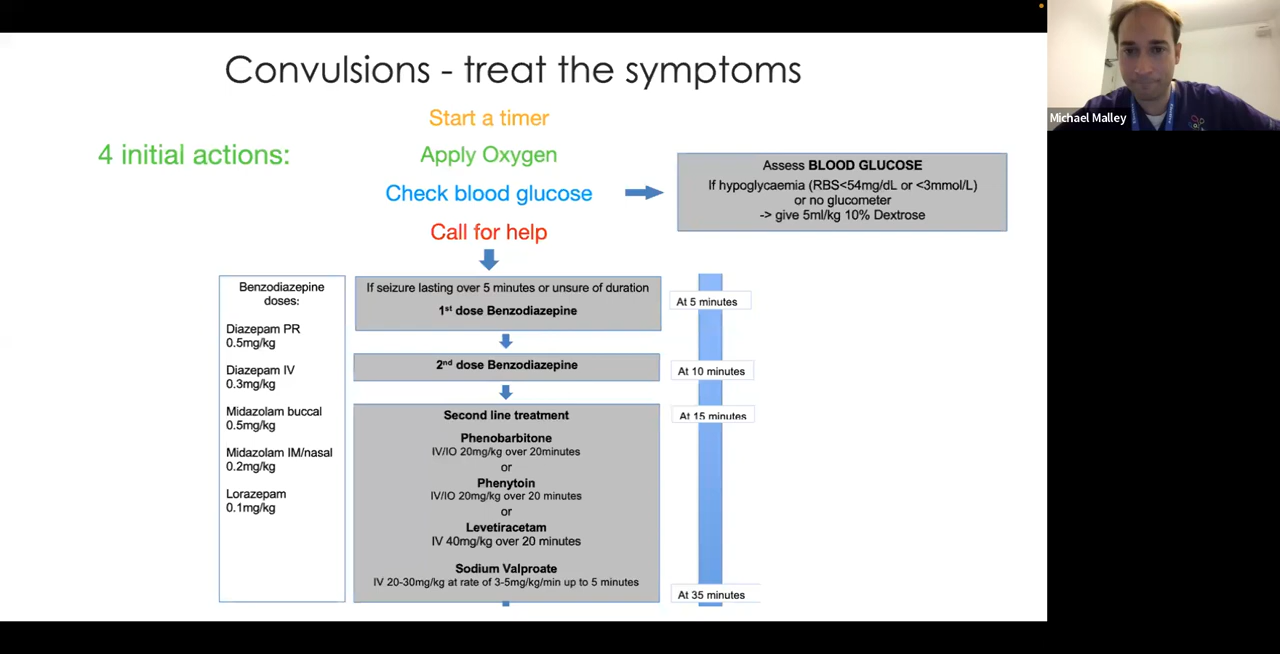 Convulsions - treat the symptoms
4 initial actions:
Start a timer
Apply Oxygen
Check blood glucose
Call for help
Assess BLOOD GLUCOSE
If hypoglycaemia (RBS<54mg/dL or <3mmol/L)
or no glucometer
-> give 5ml/kg 10% Dextrose
Benzodiazepine
doses:
Diazepam PR
0.5mg/kg
Diazepam IV
0.3mg/kg
Midazolam buccal
0.5mg/kg
Midazolam IM/nasal
0.2mg/kg
Lorazepam
0.1mg/kg
If seizure lasting over 5 minutes or unsure of duration
1st dose Benzodiazepine
2nd dose Benzodiazepine
Second line treatment
Phenobarbitone
IV/IO 20mg/kg over 20minutes
or
Phenytoin
IV/IO 20mg/kg over 20 minutes
or
Levetiracetam
IV 40mg/kg over 20 minutes
Sodium Valproate
IV 20-30mg/kg at rate of 3-5mg/kg/min up to 5 minutes
At 5 minutes
At 10 minutes
At 15 minutes
At 35 minutes
Michael Malley